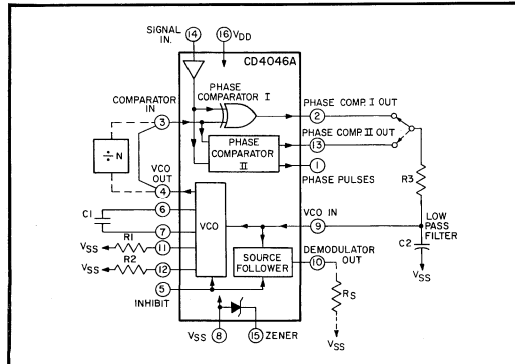 SIGNAL IN.
14
16 VDD
CD4046A
PHASE COMPARATOR I
COMPARATOR IN
3
PHASE COMP. I OUT
2
PHASE COMP. II OUT
13
PHASE COMPARATOR II
1
PHASE PULSES
÷ N
VCO OUT
4
R3
6
C1
7
VCO
VCO IN
9
LOW PASS FILTER
C2
VSS
VSS
R1
11
VSS
R2
12
SOURCE FOLLOWER
DEMODULATOR OUT
10
RS
VSS
5
INHIBIT
VSS
8
15
ZENER